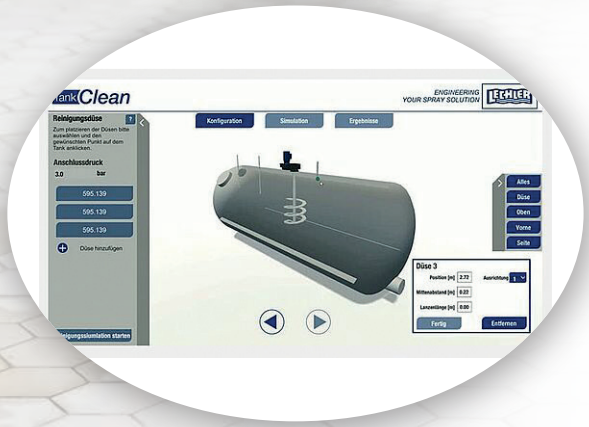 TankClean
ENGINEERING
YOUR SPRAY SOLUTION
LECHLER
Reinigungsdüse
?
Zum platzieren der Düsen bitte
auswählen und den
gewünschten Punkt auf dem
Tank anklicken.
Anschlussdruck
3.0 bar
595.139
595.139
595.139
Düse hinzufügen
einigungssiumlation starten
Konfiguration
Simulation
Ergebnisse
Alles
Düse
Oben
Vorne
Seite
Düse 3
Position [m] 2.72 Ausrichtung 1
Mittenabstand [m] 0.22
Lanzenlänge [m] 0.00
Fertig
Entfernen